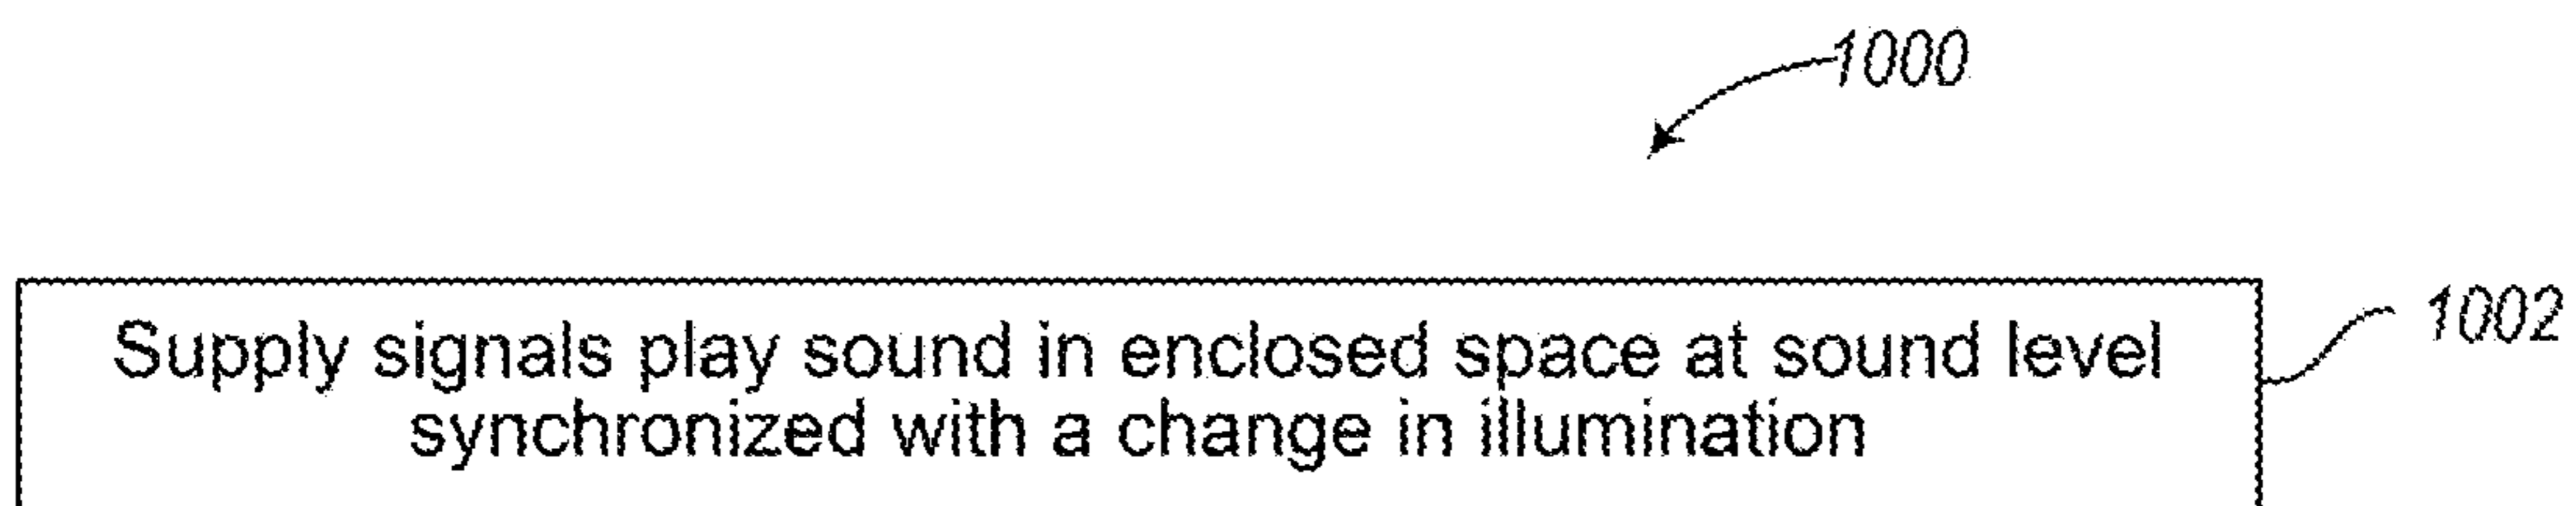 1000
Supply signals play sound in enclosed space at sound level
1002
synchronized with a change in illumination